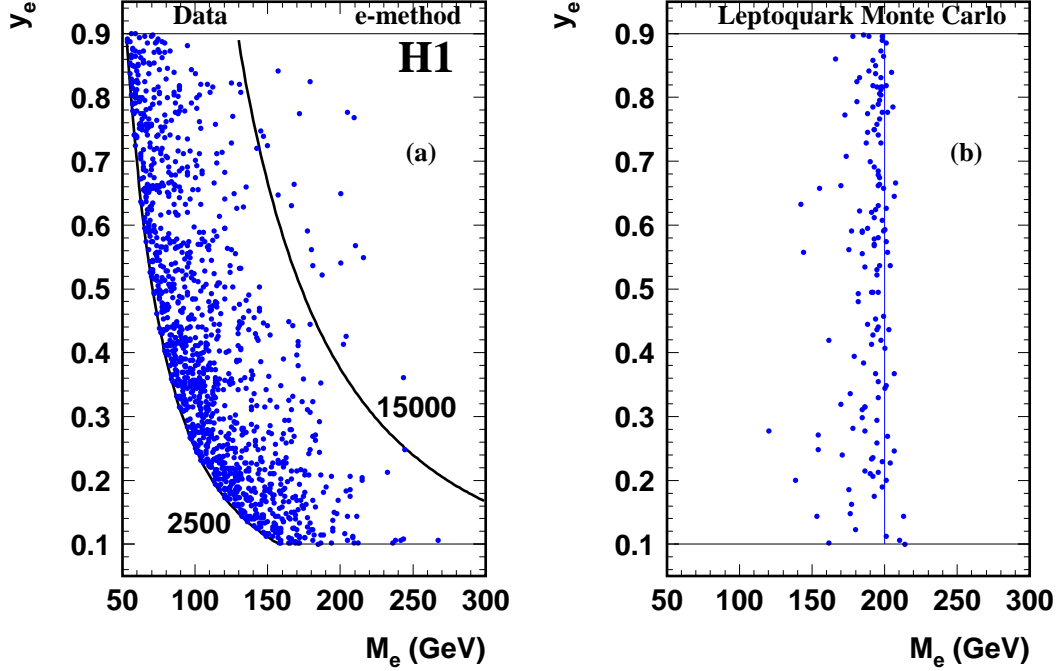 y_e
Data e-method
H1
(a)
15000
2500
0.9
0.8
0.7
0.6
0.5
0.4
0.3
0.2
0.1
50 100 150 200 250 300
M_e (GeV)
y_e
Leptoquark Monte Carlo
(b)
0.9
0.8
0.7
0.6
0.5
0.4
0.3
0.2
0.1
50 100 150 200 250 300
M_e (GeV)